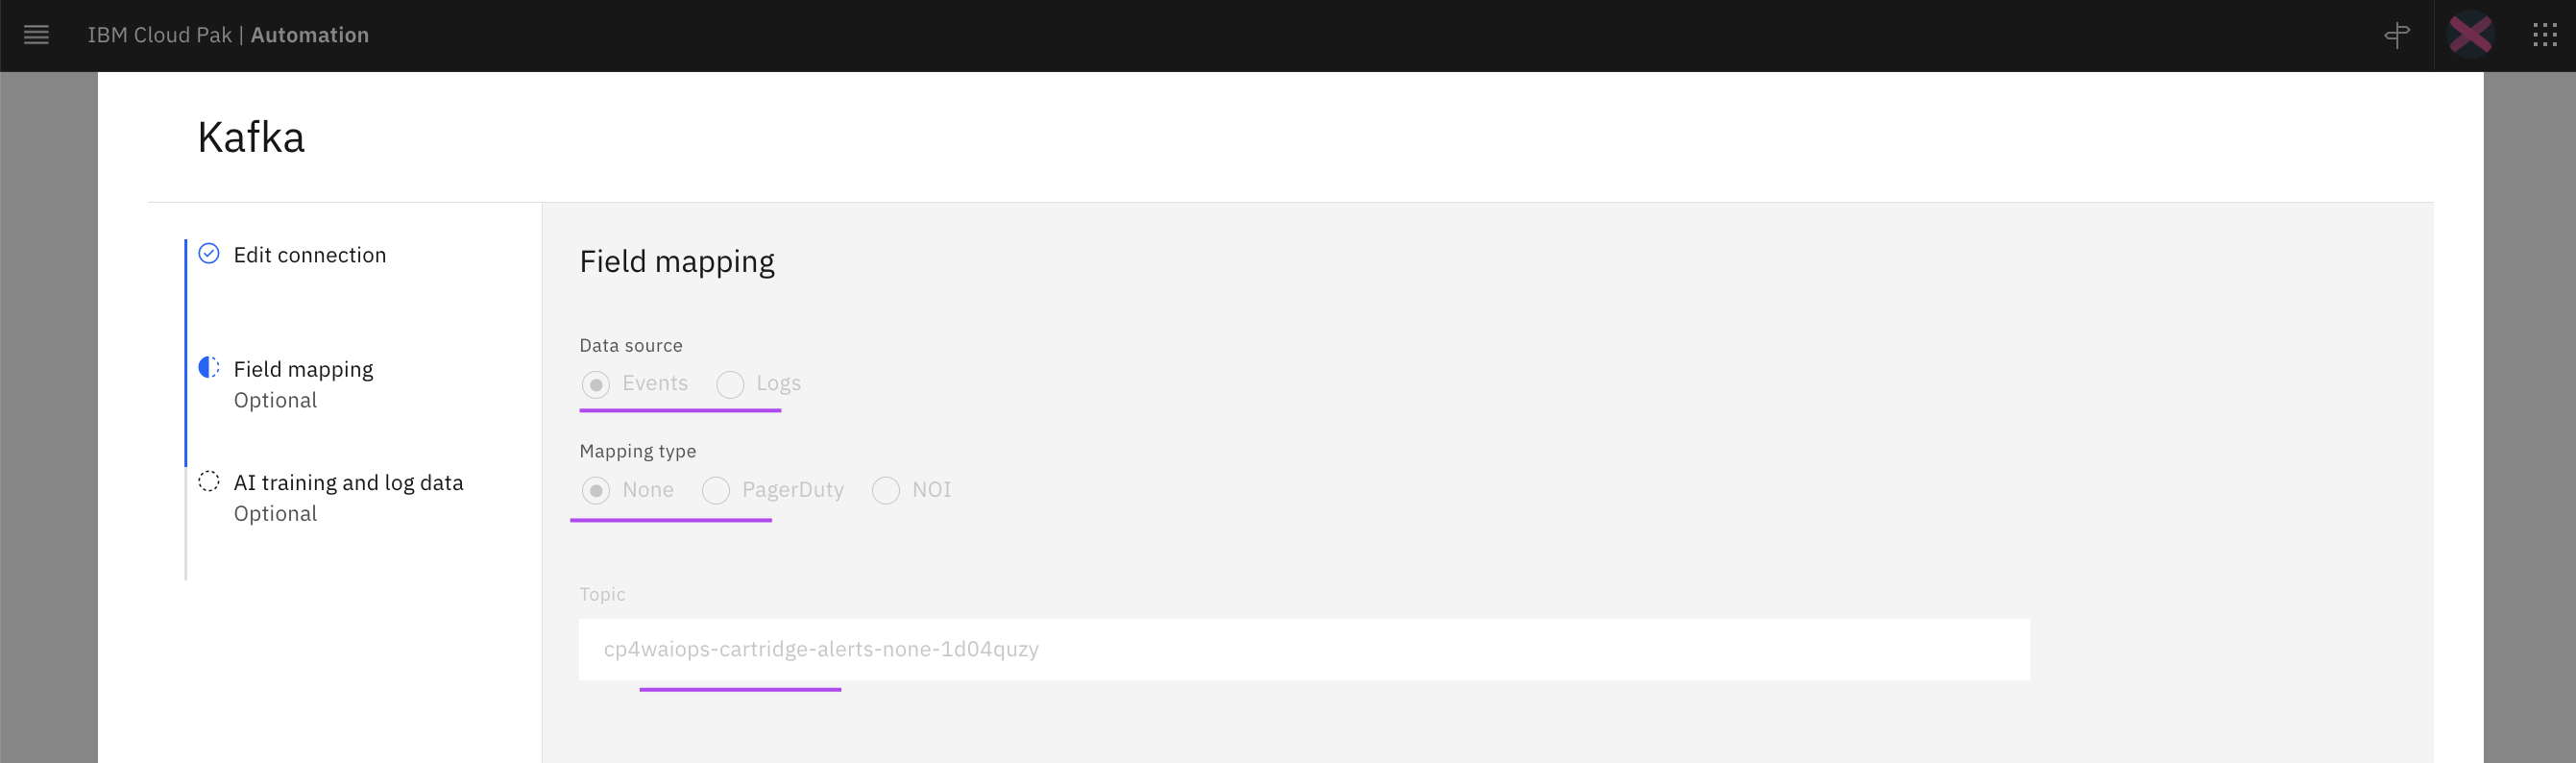 IBM Cloud Pak | Automation
Kafka
Edit connection
Field mapping
Optional
AI training and log data
Optional
Field mapping
Data source
Events Logs
Mapping type
None PagerDuty NOI
Topic
cp4waiops-cartridge-alerts-none-1d04quzy